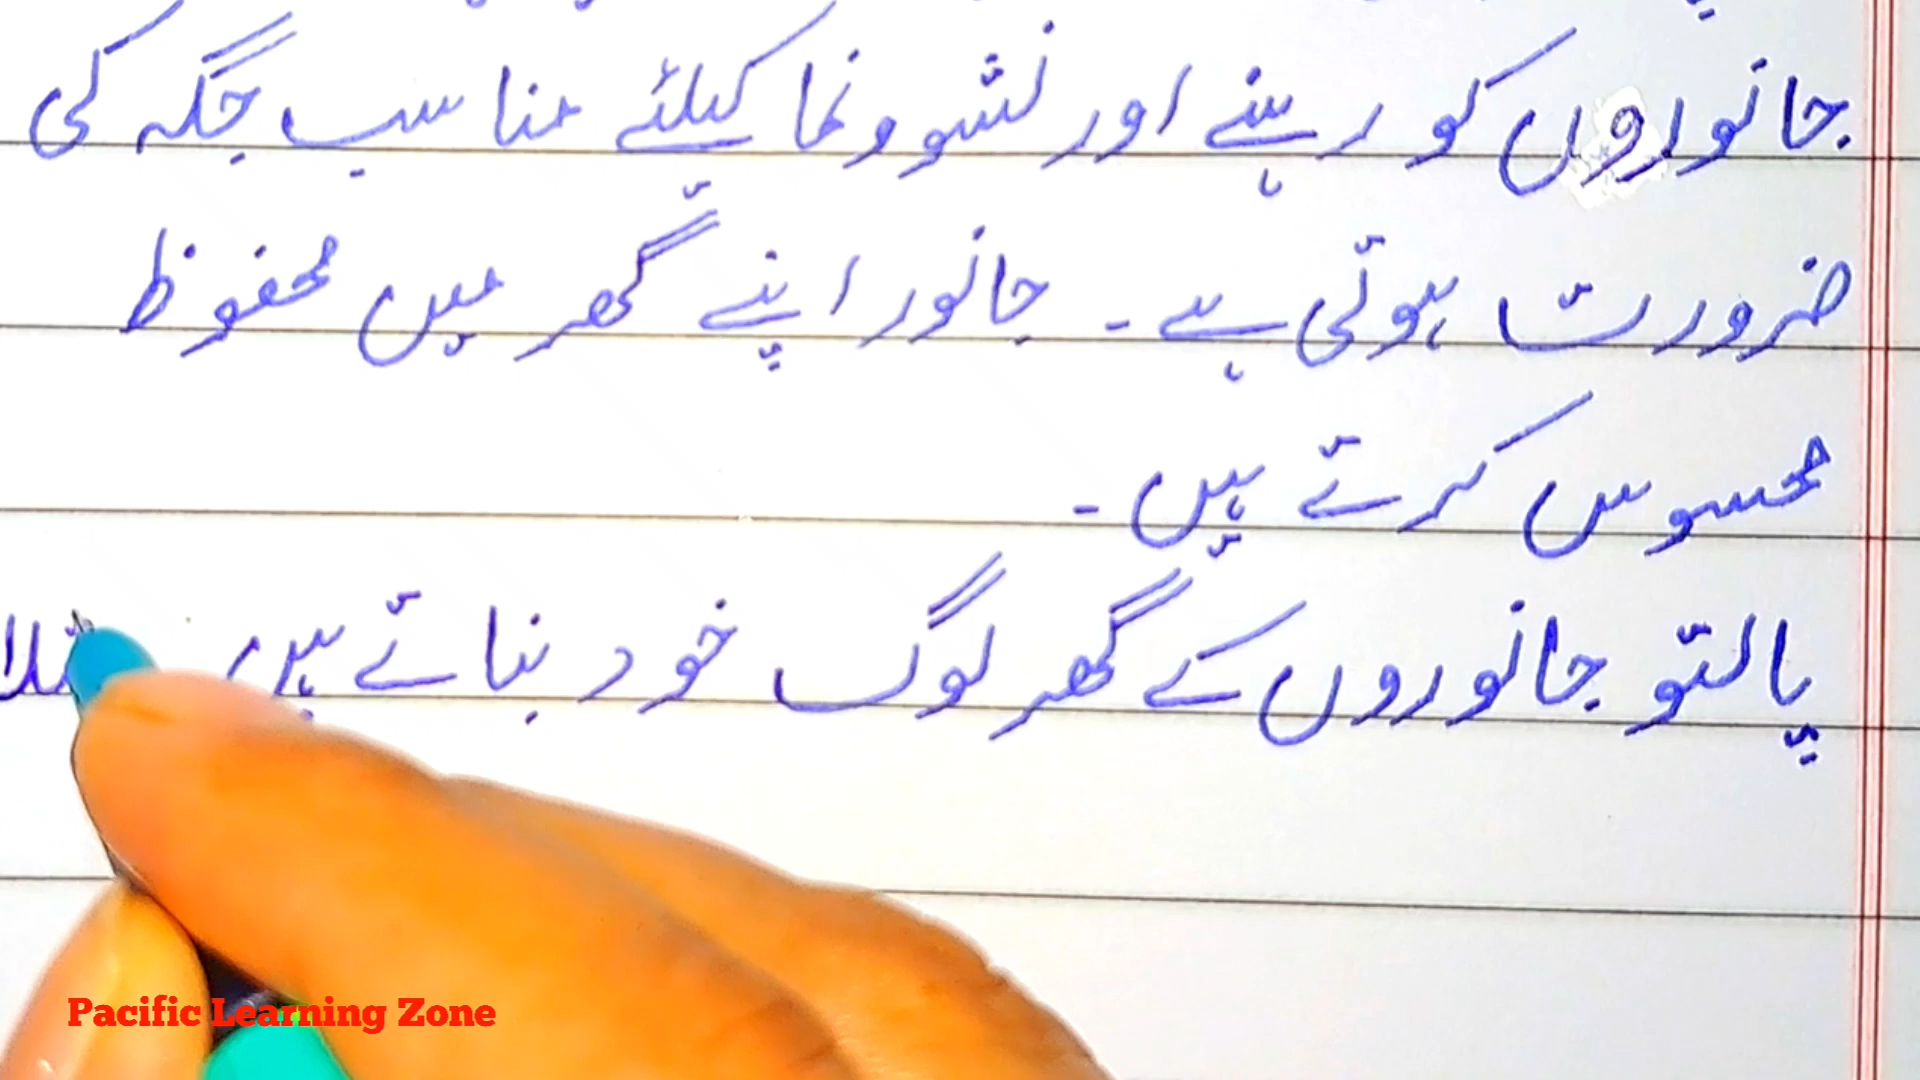 جانوروں کو رہنے اور نشوونما کیلئے مناسب جگہ کی
ضرورت ہوتی ہے ۔ جانور اپنے گھر میں محفوظ
محسوس کرتے ہیں ۔
پالتو جانوروں کے گھر لوگ خود بناتے ہیں
Pacific Learning Zone